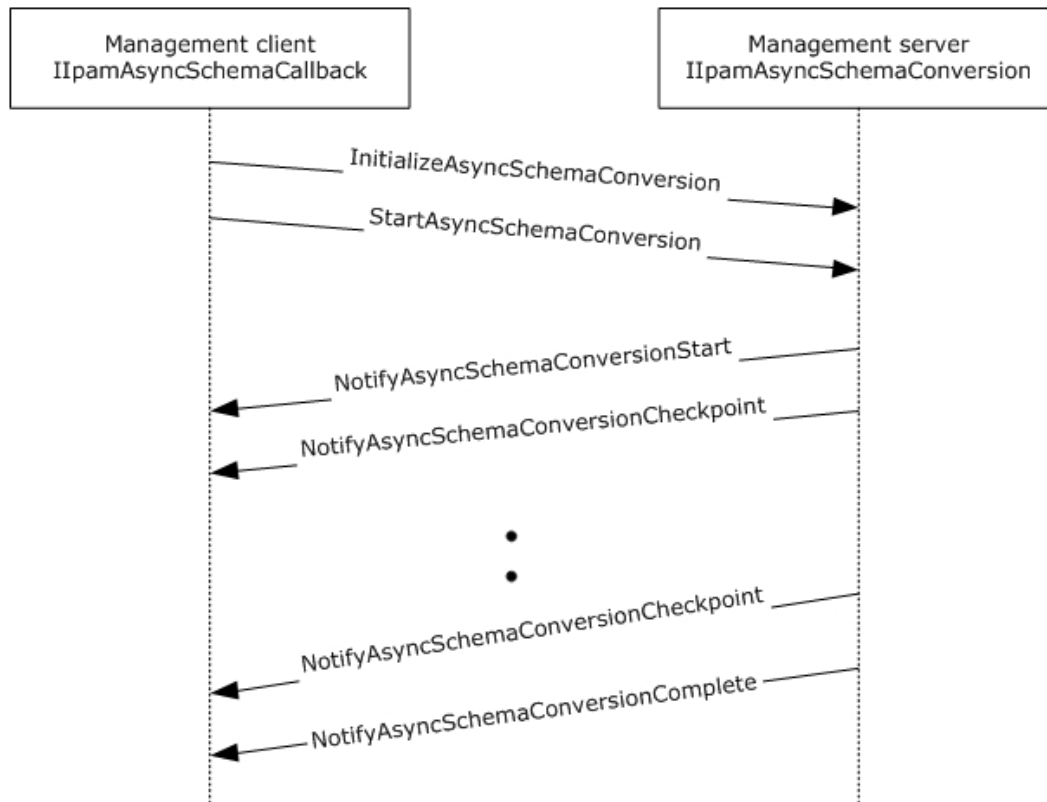 Management client
IIpamAsyncSchemaCallback
Management server
IIpamAsyncSchemaConversion
InitializeAsyncSchemaConversion
StartAsyncSchemaConversion
NotifyAsyncSchemaConversionStart
NotifyAsyncSchemaConversionCheckpoint
NotifyAsyncSchemaConversionCheckpoint
NotifyAsyncSchemaConversionComplete